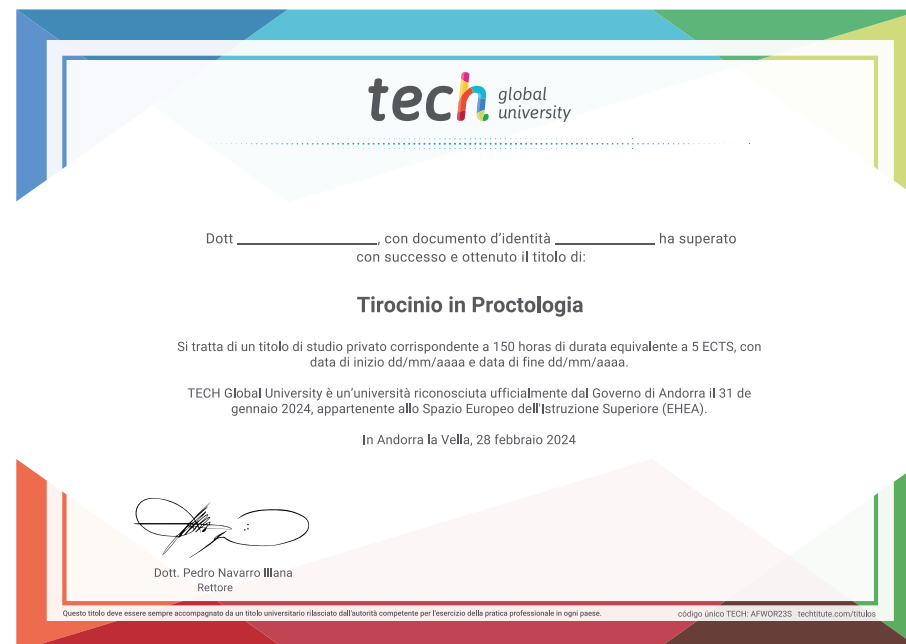 tech global university
Dott ____________, con documento d'identità ____________ ha superato
con successo e ottenuto il titolo di:
Tirocinio in Proctologia
Si tratta di un titolo di studio privato corrispondente a 150 horas di durata equivalente a 5 ECTS, con
data di inizio dd/mm/aaaa e data di fine dd/mm/aaaa.
TECH Global University è un'università riconosciuta ufficialmente dal Governo di Andorra il 31 de
gennaio 2024, appartenente allo Spazio Europeo dell'Istruzione Superiore (EHEA).
In Andorra la Vella, 28 febbraio 2024
Dott. Pedro Navarro Illana
Rettore
Questo titolo deve essere sempre accompagnato da un titolo universitario rilasciato dall'autorità competente per l'esercizio della pratica professionale in ogni paese.
código único TECH: AFWOR23S techtitute.com/titulos